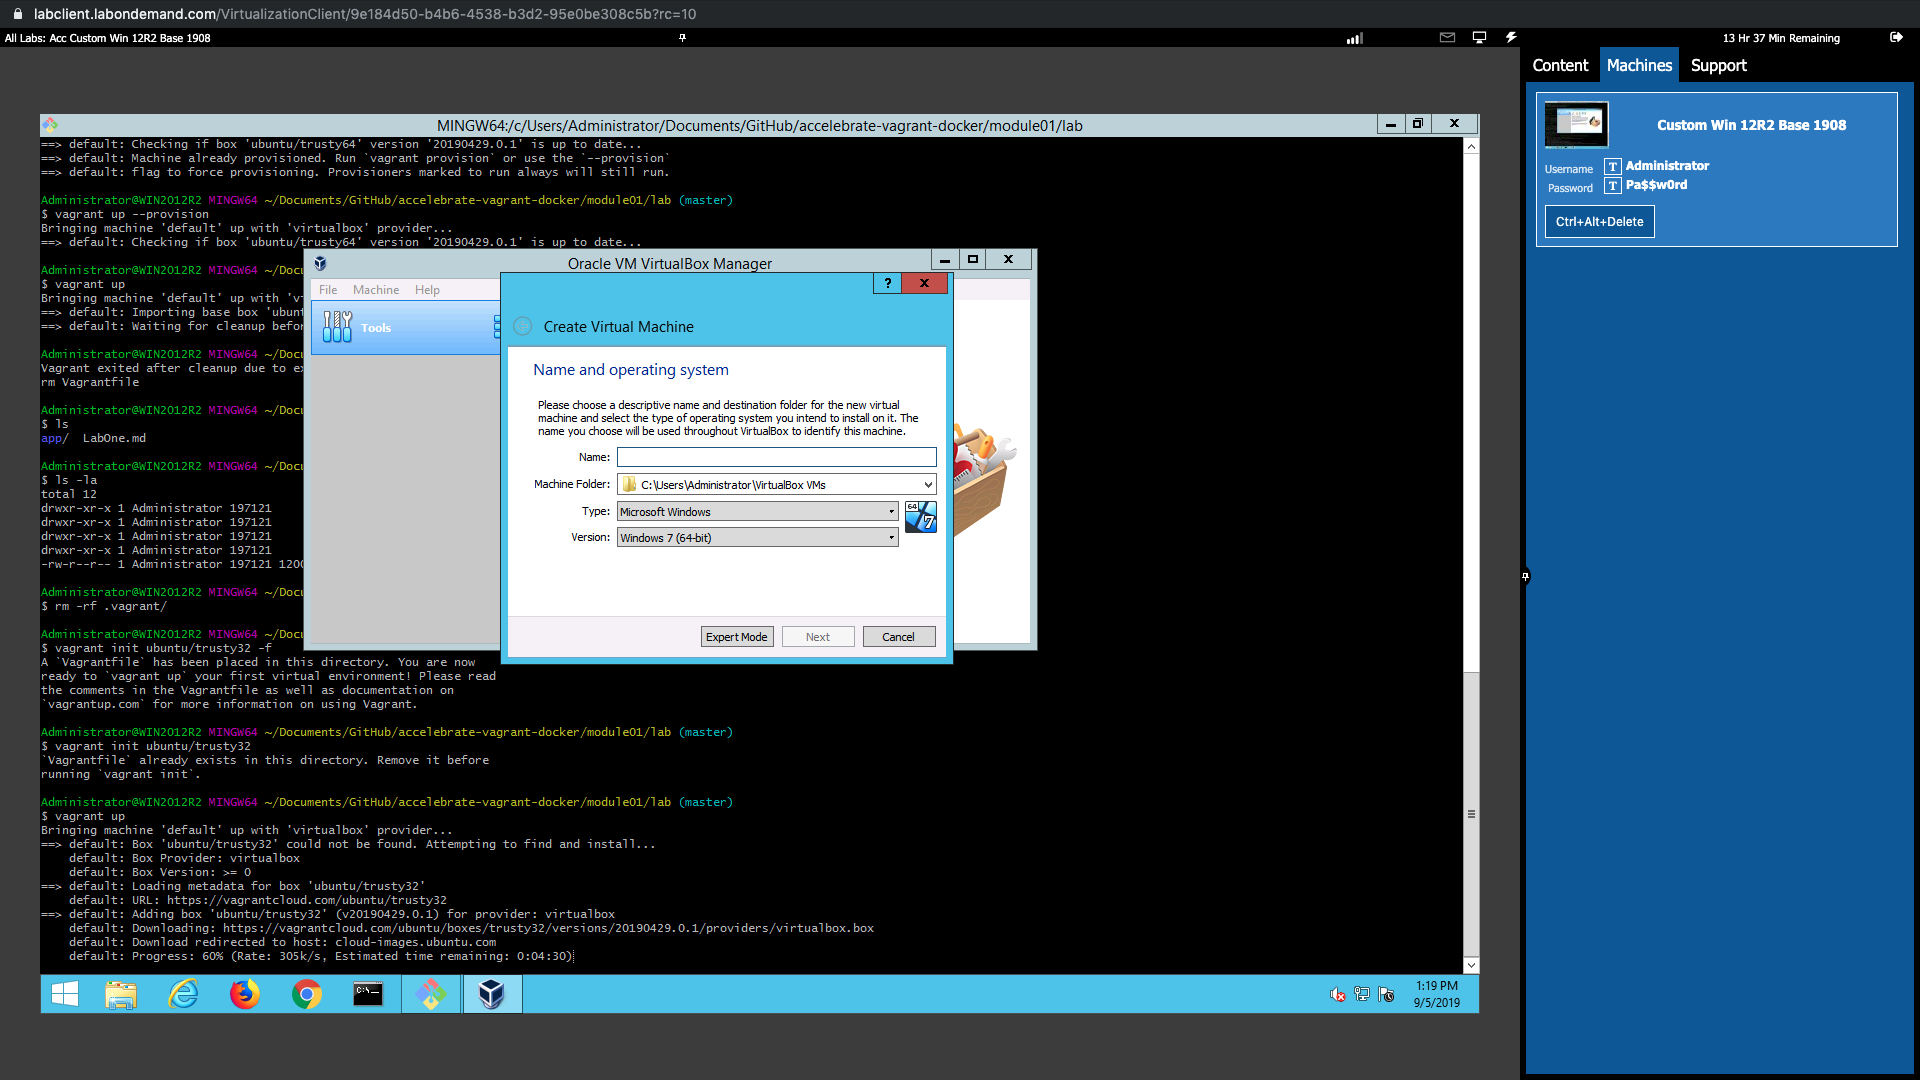 labclient.labondemand.com/VirtualizationClient/9e184d50-b4b6-4538-b3d2-95e0be308c5b?rc=10
All Labs: Acc Custom Win 12R2 Base 1908
13 Hr 37 Min Remaining
Content Machines Support
Custom Win 12R2 Base 1908
Username T Administrator
Password T Pa$$w0rd
Ctrl+Alt+Delete
MINGW64:/c/Users/Administrator/Documents/GitHub/accelerate-vagrant-docker/module01/lab
==> default: Checking if box 'ubuntu/trusty64' version '20190429.0.1' is up to date...
==> default: Machine already provisioned. Run `vagrant provision` or use the `--provision`
==> default: flag to force provisioning. Provisioners marked to run always will still run.
Administrator@WIN2012R2 MINGW64 ~/Documents/GitHub/accelerate-vagrant-docker/module01/lab (master)
$ vagrant up --provision
Bringing machine 'default' up with 'virtualbox' provider...
==> default: Checking if box 'ubuntu/trusty64' version '20190429.0.1' is up to date...
Administrator@WIN2012R2 MINGW64 ~/Docu
$ vagrant up
Bringing machine 'default' up with 'v
==> default: Importing base box 'ubun
==> default: Waiting for cleanup befor
Administrator@WIN2012R2 MINGW64 ~/Docu
Vagrant exited after cleanup due to ex
rm Vagrantfile
Administrator@WIN2012R2 MINGW64 ~/Docu
$ ls
app/ LabOne.md
Administrator@WIN2012R2 MINGW64 ~/Docu
$ ls -la
total 12
drwxr-xr-x 1 Administrator 197121
drwxr-xr-x 1 Administrator 197121
drwxr-xr-x 1 Administrator 197121
drwxr-xr-x 1 Administrator 197121
-rw-r--r-- 1 Administrator 197121 1200
Administrator@WIN2012R2 MINGW64 ~/Docu
$ rm -rf .vagrant/
Administrator@WIN2012R2 MINGW64 ~/Docu
$ vagrant init ubuntu/trusty32 -f
A `Vagrantfile` has been placed in this directory. You are now
ready to `vagrant up` your first virtual environment! Please read
the comments in the Vagrantfile as well as documentation on
`vagrantup.com` for more information on using Vagrant.
Administrator@WIN2012R2 MINGW64 ~/Documents/GitHub/accelerate-vagrant-docker/module01/lab (master)
$ vagrant init ubuntu/trusty32
`Vagrantfile` already exists in this directory. Remove it before
running `vagrant init`.
Administrator@WIN2012R2 MINGW64 ~/Documents/GitHub/accelerate-vagrant-docker/module01/lab (master)
$ vagrant up
Bringing machine 'default' up with 'virtualbox' provider...
==> default: Box 'ubuntu/trusty32' could not be found. Attempting to find and install...
default: Box Provider: virtualbox
default: Box Version: >= 0
==> default: Loading metadata for box 'ubuntu/trusty32'
default: URL: https://vagrantcloud.com/ubuntu/trusty32
==> default: Adding box 'ubuntu/trusty32' (v20190429.0.1) for provider: virtualbox
default: Downloading: https://vagrantcloud.com/ubuntu/boxes/trusty32/versions/20190429.0.1/providers/virtualbox.box
default: Download redirected to host: cloud-images.ubuntu.com
default: Progress: 60% (Rate: 305k/s, Estimated time remaining: 0:04:30)
Oracle VM VirtualBox Manager
File Machine Help
Tools
? X
Create Virtual Machine
Name and operating system
Please choose a descriptive name and destination folder for the new virtual
machine and select the type of operating system you intend to install on it. The
name you choose will be used throughout VirtualBox to identify this machine.
Name:
Machine Folder: C:\Users\Administrator\VirtualBox VMs
Type: Microsoft Windows
64
7
Version: Windows 7 (64-bit)
Expert Mode Next Cancel
C:\_
1:19 PM
9/5/2019